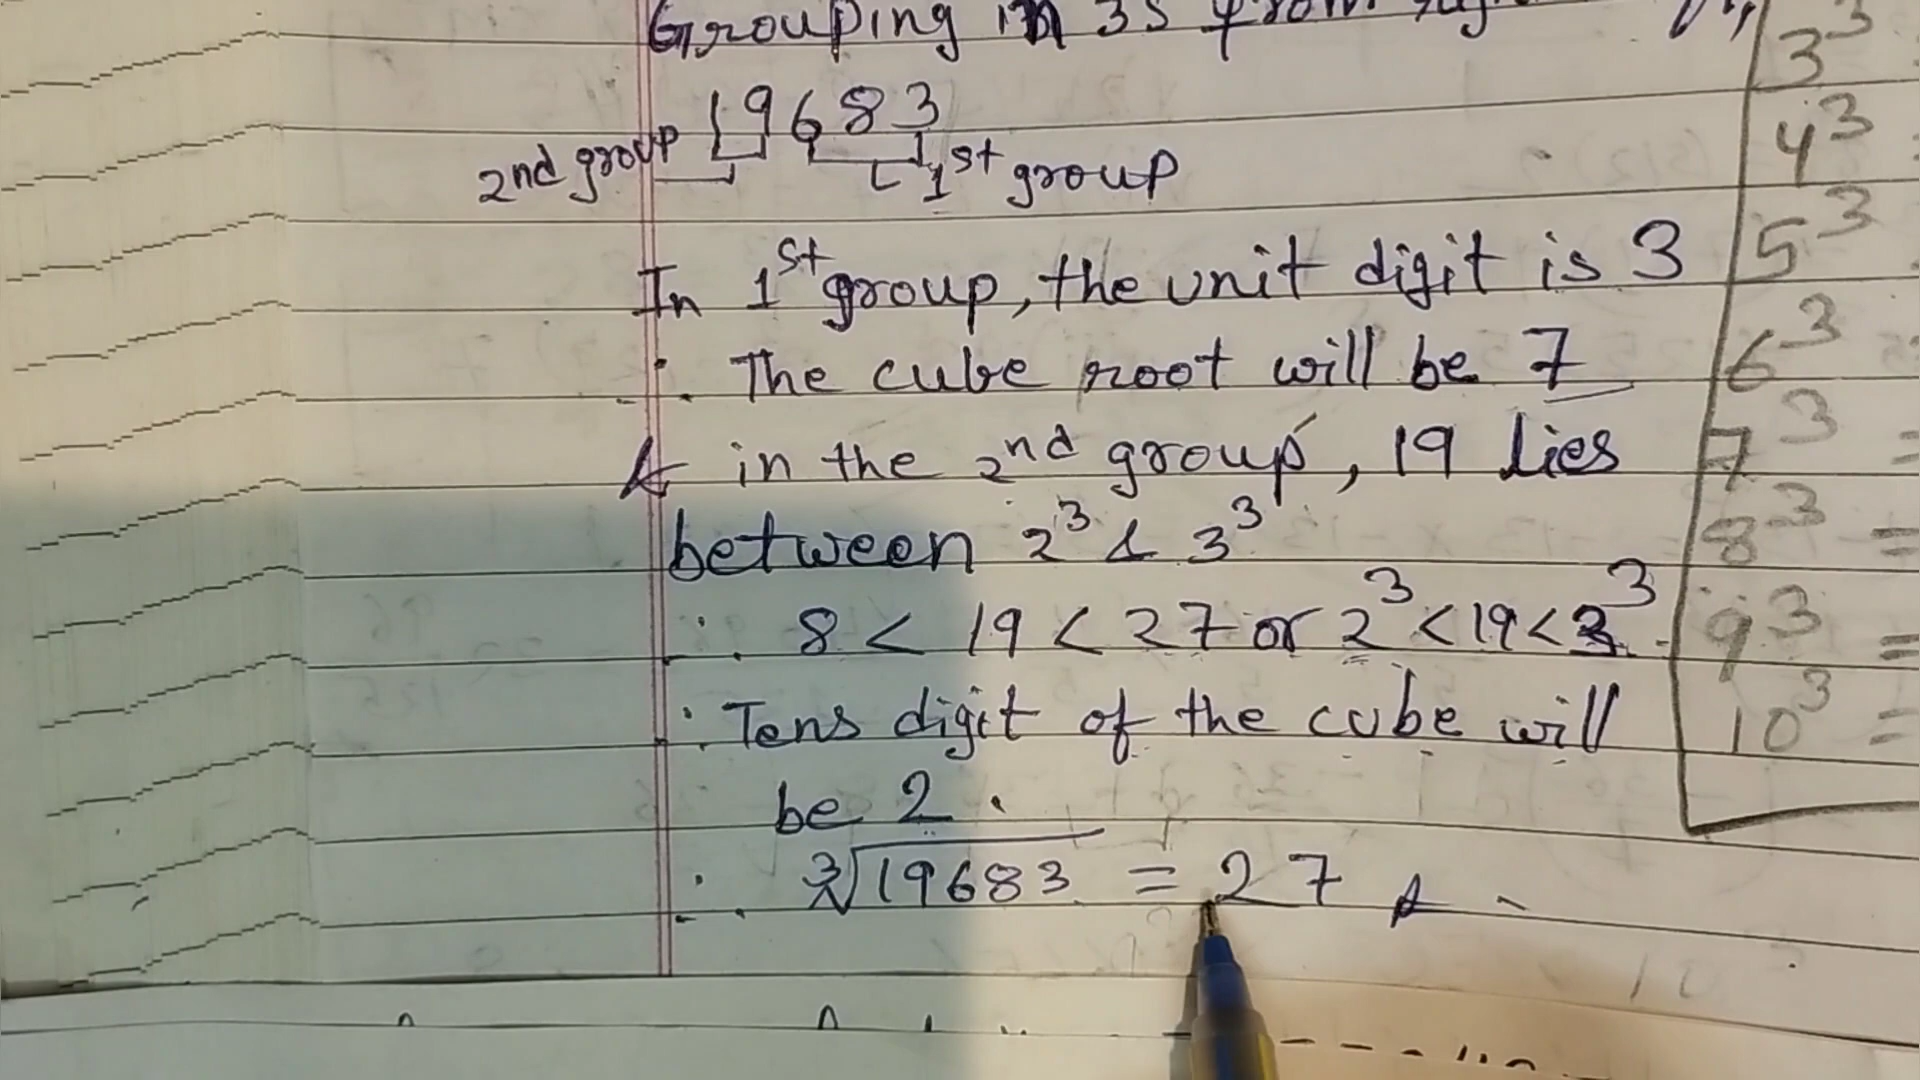 Grouping in 3s from
19683
2nd group
1st group
In 1st group, the unit digit is 3
∴ The cube root will be 7
& in the 2nd group, 19 lies
between 2³ & 3³
∴ 8 < 19 < 27 or 2³ < 19 < 3³
∴ Tens digit of the cube will
be 2.
∴ ∛19683 = 27
3³
4³
5³
6³
7³ =
8³ =
9³ =
10³ =